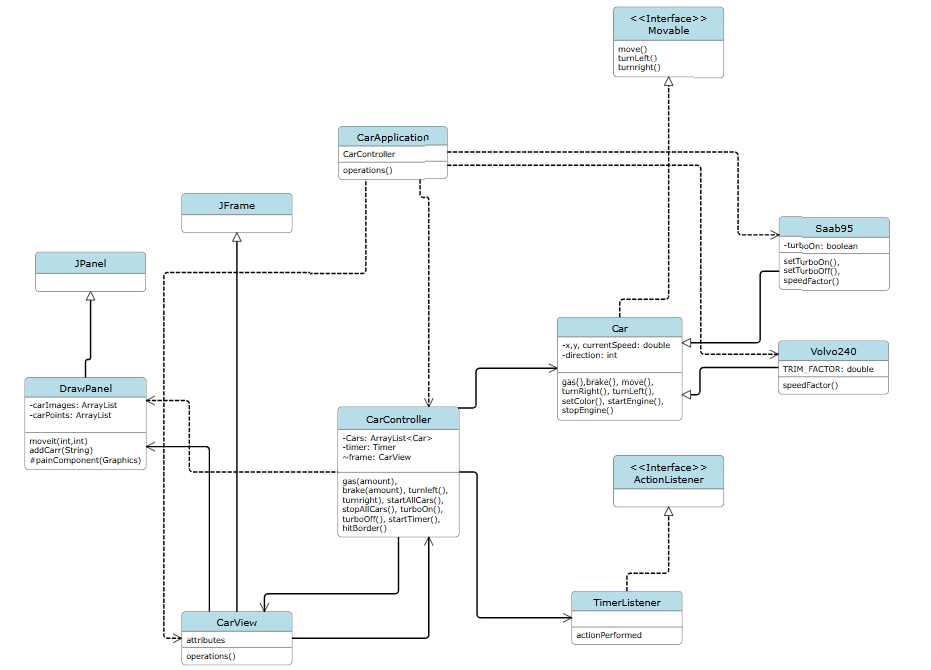 <<Interface>>
Movable
move()
turnLeft()
turnright()
CarApplication
CarController
operations()
JFrame
Saab95
-turboOn: boolean
setTurboOn(),
setTurboOff(),
speedFactor()
JPanel
Car
-x,y, currentSpeed: double
-direction: int
gas(),brake(), move(),
turnRight(), turnLeft(),
setColor(), startEngine(),
stopEngine()
Volvo240
TRIM_FACTOR: double
speedFactor()
DrawPanel
-carImages: ArrayList
-carPoints: ArrayList
moveit(int,int)
addCarr(String)
#painComponent(Graphics)
CarController
-Cars: ArrayList<Car>
-timer: Timer
~frame: CarView
gas(amount),
brake(amount), turnleft(),
turnright), startAllCars(),
stopAllCars(), turboOn(),
turboOff(), startTimer(),
hitBorder()
<<Interface>>
ActionListener
TimerListener
actionPerformed
CarView
attributes
operations()